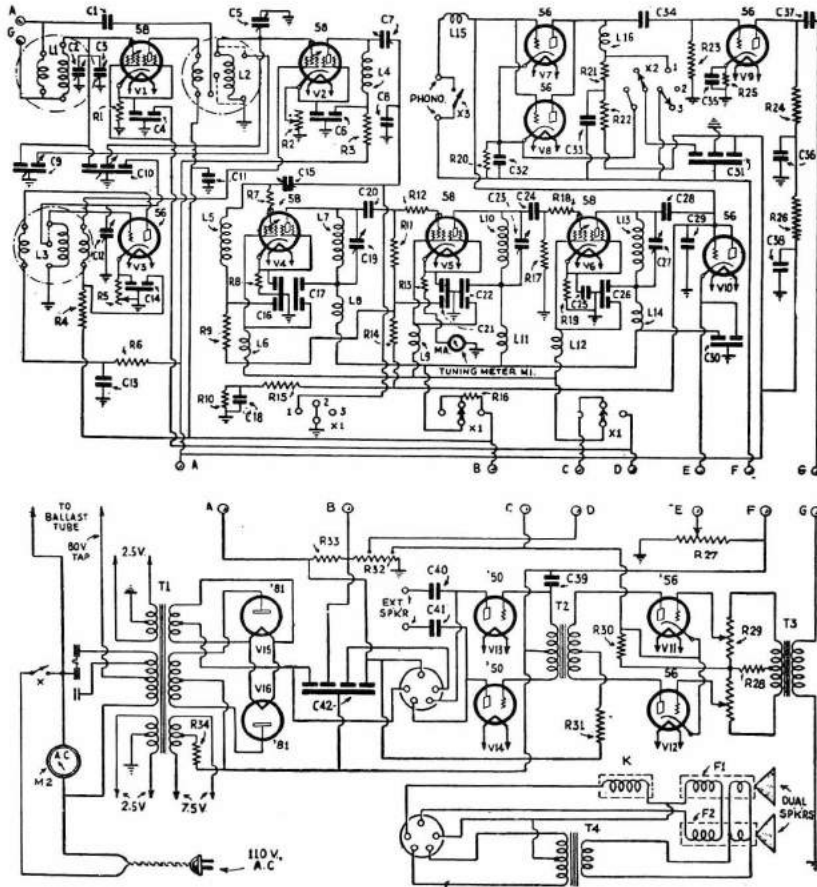 A
G
C1
L1
C2
C3
58
V1
R1
C4
C5
L2
58
V2
R2
C6
R3
L4
C7
C8
L15
PHONO.
X3
56
V7
56
V8
R20
C32
C33
L16
R21
R22
C34
X2
1
2
3
R23
C35
56
V9
R25
C37
R24
C36
C31
R26
C38
C9
C10
C11
L3
C12
56
V3
R5
C14
R4
R6
C13
L5
R7
C15
58
V4
R8
C16
C17
R9
L6
L7
C20
C19
L8
R12
R11
R14
58
V5
R13
C22
C21
L9
MA
TUNING METER M1.
C23
L10
C24
L11
R18
R17
58
V6
R19
C25
C26
L12
L13
C28
C27
L14
C29
56
V10
C30
R10
C18
R15
1
2
3
X1
R16
X1
X1
A
B
C
D
E
F
G
TO
BALLAST
TUBE
80V
TAP
2.5V.
T1
X
M2
A C
2.5V.
7.5V.
R34
110 V.
A.C
A
B
C
D
E
F
G
R33
R32
R27
'81
V15
V16
'81
C42
C40
EXT
SPKR
C41
'50
V13
'50
V14
C39
T2
R31
R30
'56
V11
56
V12
R29
R28
T3
K
F1
F2
DUAL
SPKRS
T4